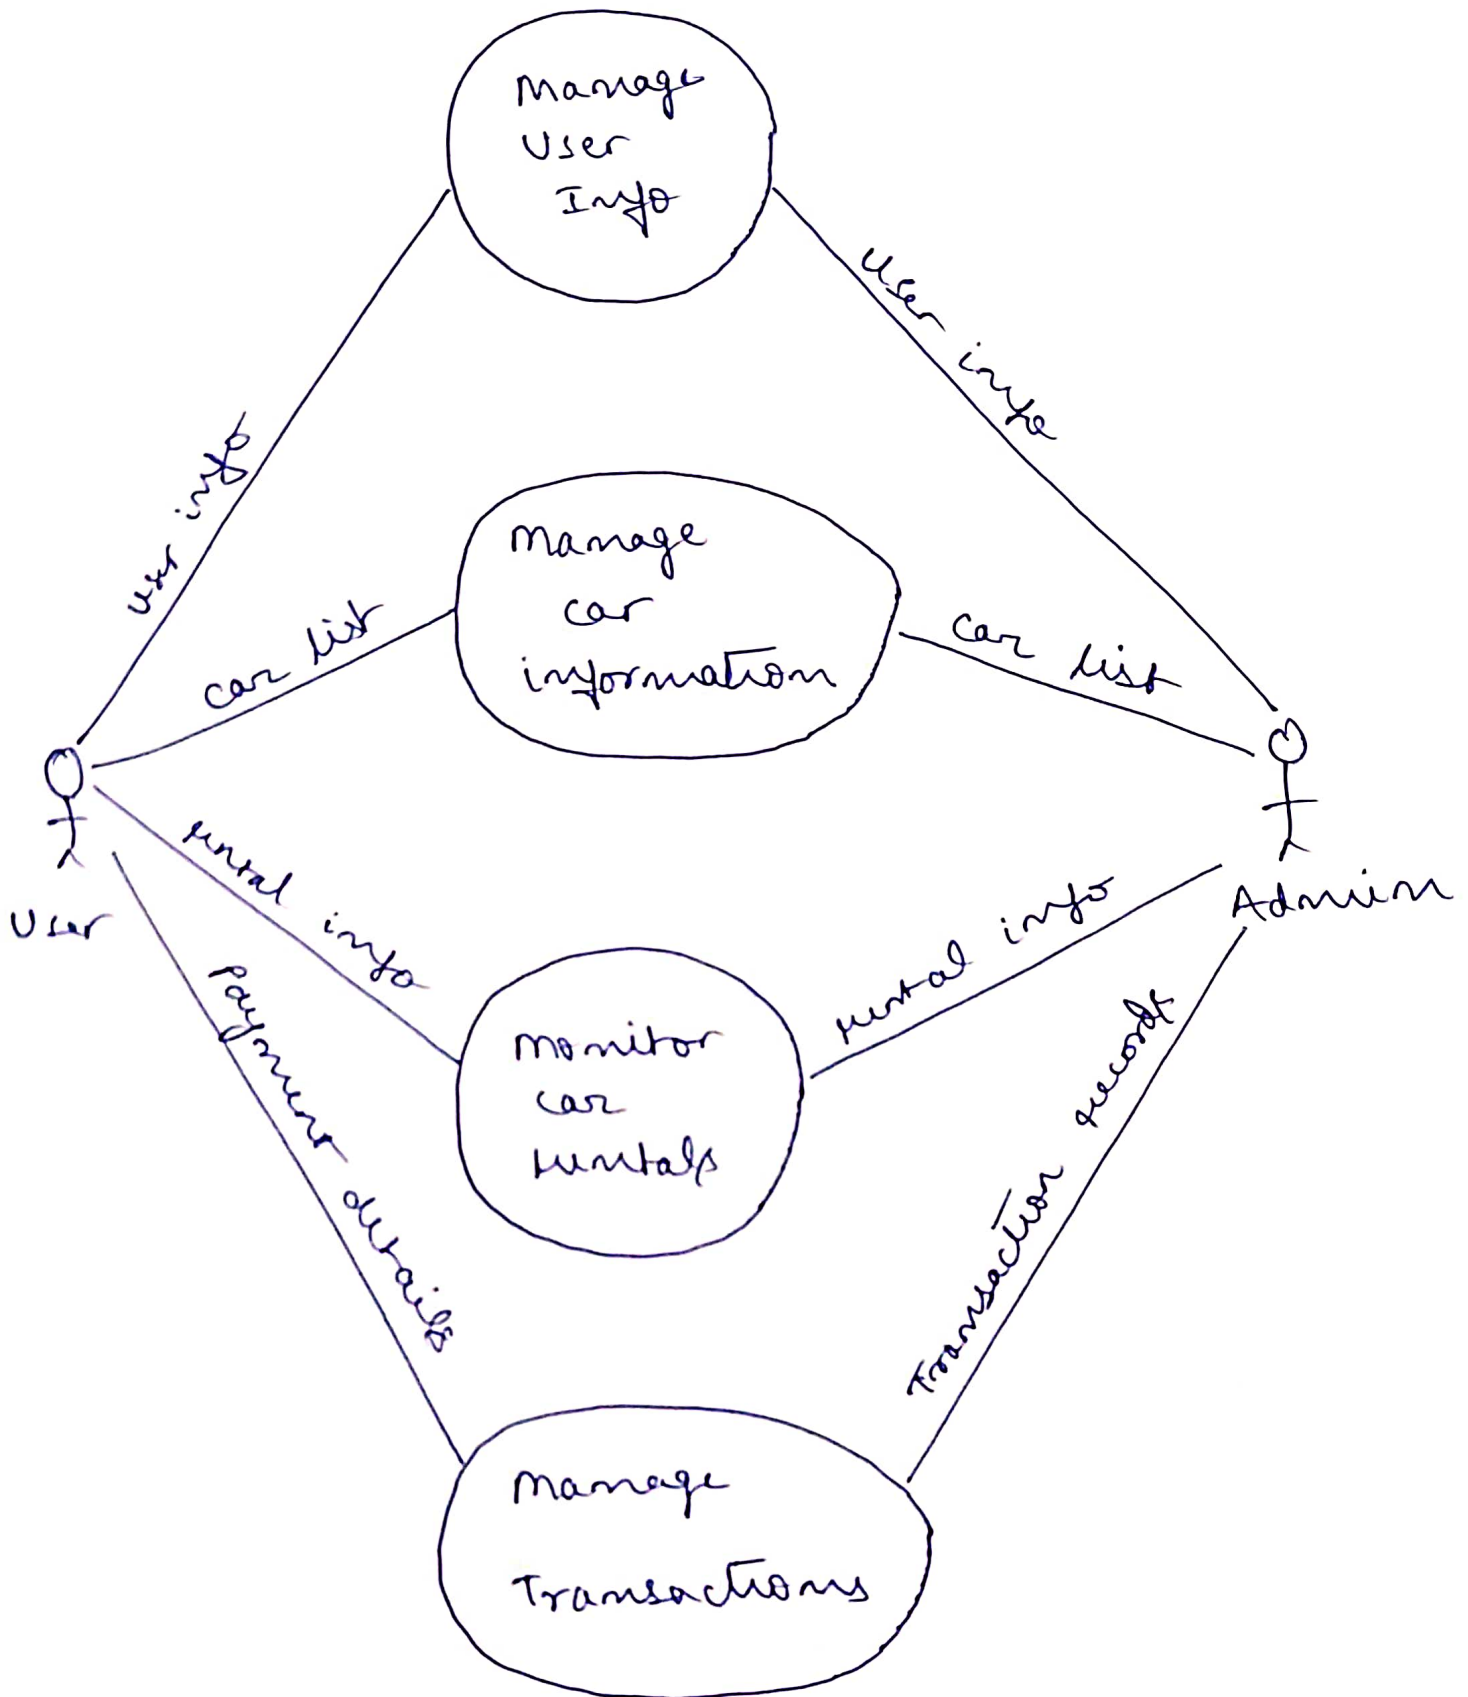 Manage
User
Info
user info
User info
Manage
car
information
car list
car list
User
Admin
rental info
rental info
Monitor
car
rentals
Payment details
Transaction records
Manage
Transactions